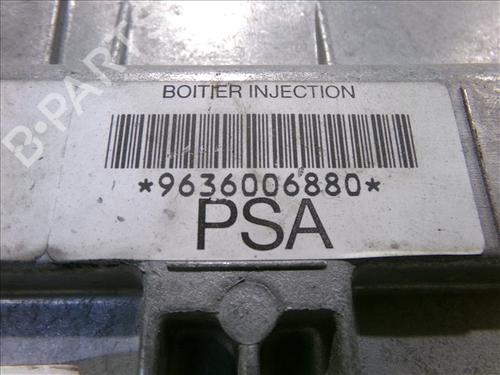 B-PARTS
BOITIER INJECTION
*9636006880*
PSA